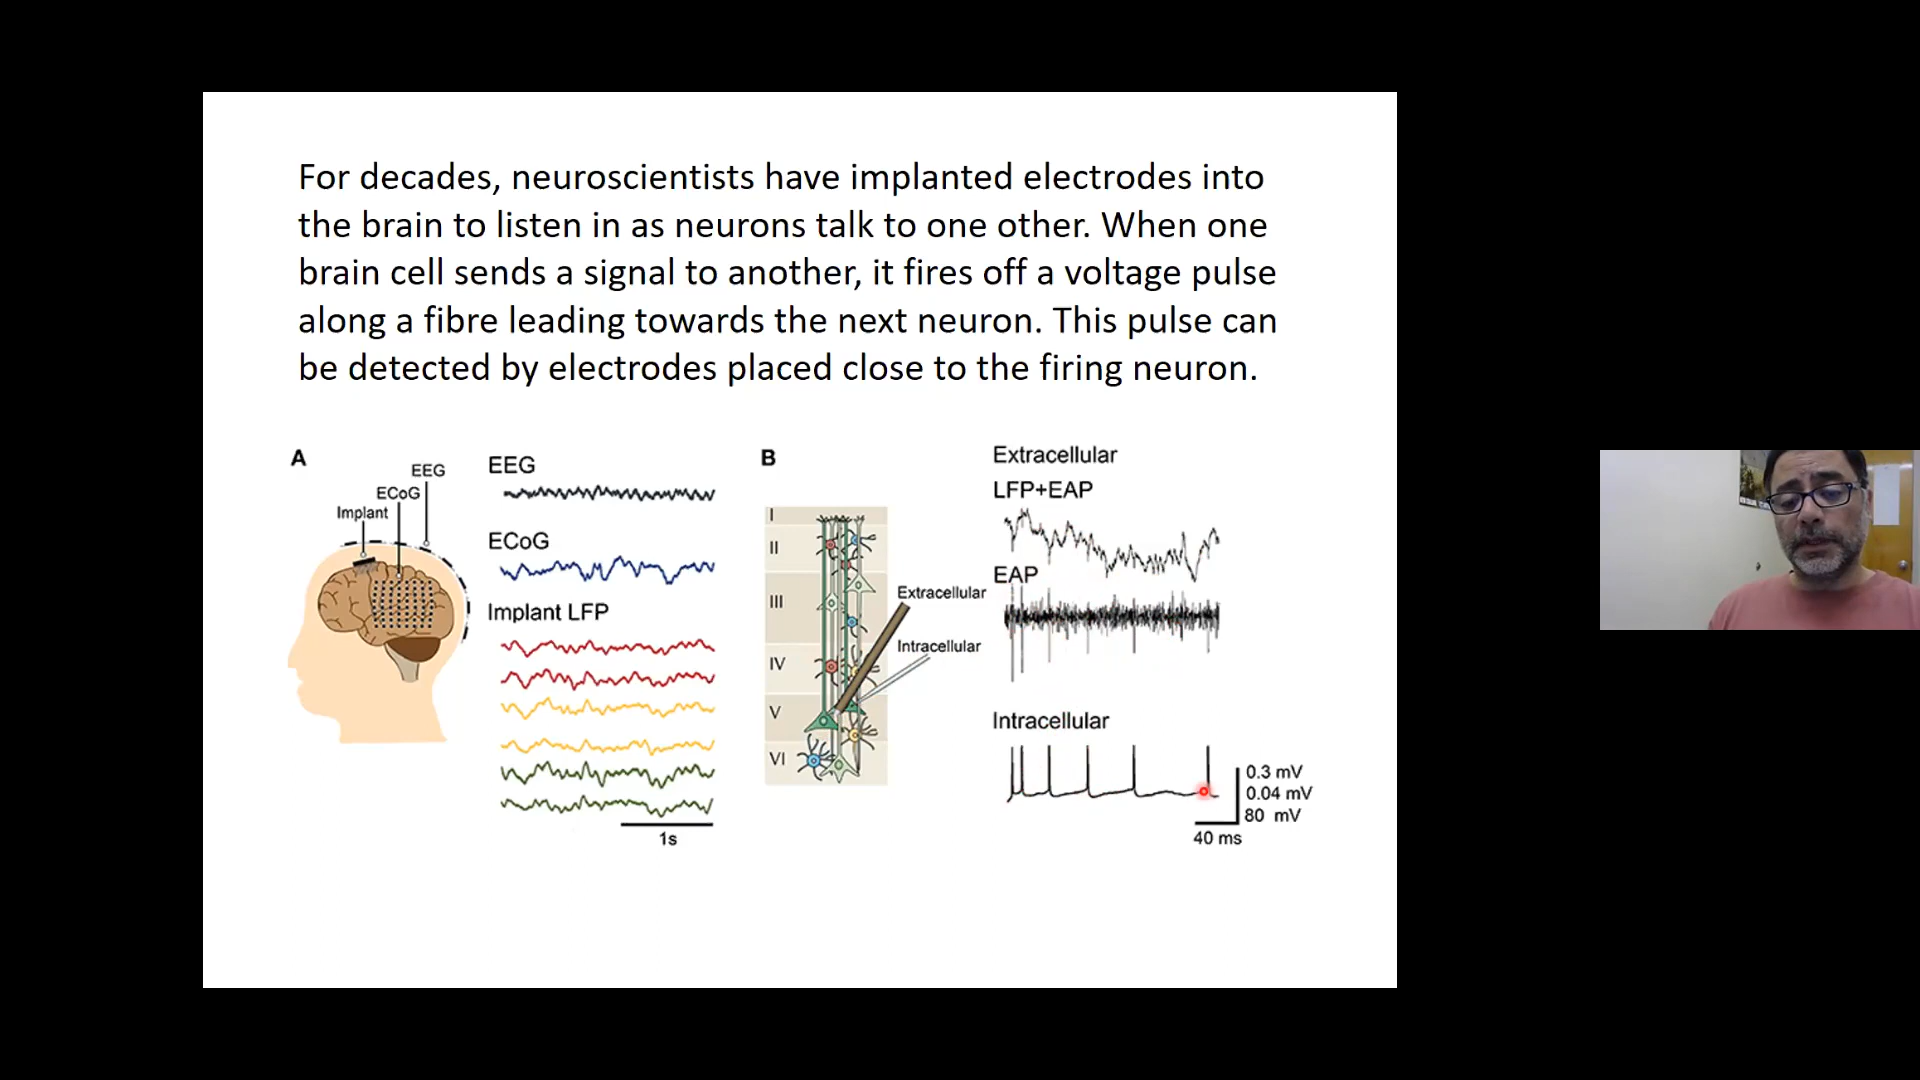 For decades, neuroscientists have implanted electrodes into
the brain to listen in as neurons talk to one other. When one
brain cell sends a signal to another, it fires off a voltage pulse
along a fibre leading towards the next neuron. This pulse can
be detected by electrodes placed close to the firing neuron.
A
EEG
ECoG
Implant
EEG
ECoG
Implant LFP
1s
B
I
II
III
IV
V
VI
Extracellular
Intracellular
Extracellular
LFP+EAP
EAP
Intracellular
0.3 mV
0.04 mV
80 mV
40 ms